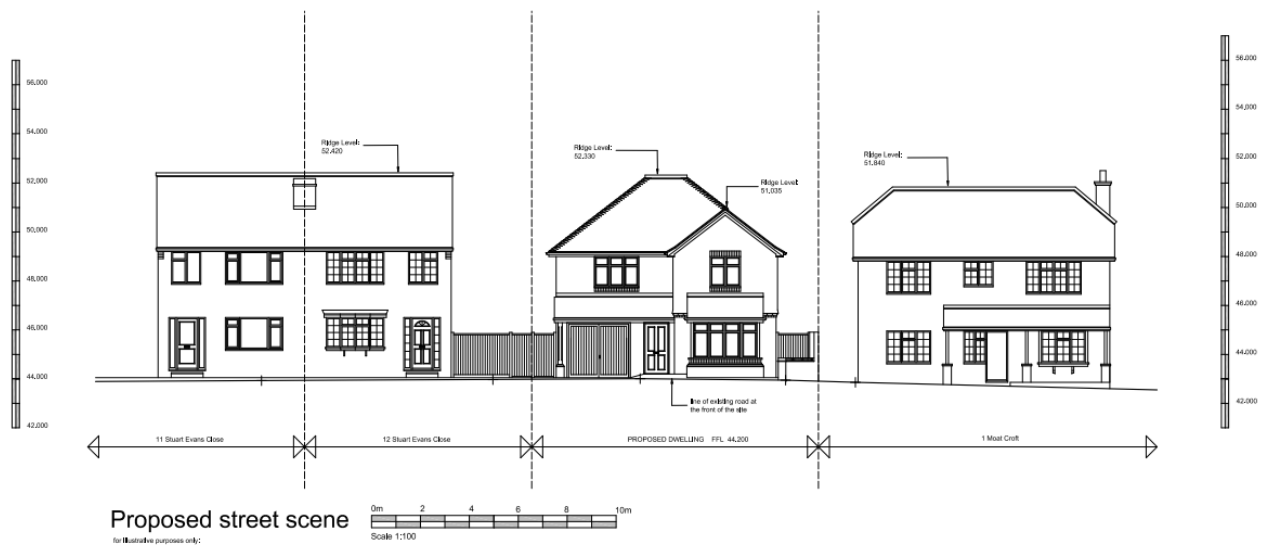 56.000
54.000
52.000
50.000
48.000
46.000
44.000
42.000
Ridge Level:
52.420
Ridge Level:
52.330
Ridge Level:
51.035
Ridge Level:
51.840
56.000
54.000
52.000
50.000
48.000
46.000
44.000
42.000
line of existing road at
the front of the site
11 Stuart Evans Close
12 Stuart Evans Close
PROPOSED DWELLING FFL 44.200
1 Moat Croft
Proposed street scene
for illustrative purposes only:
0m 2 4 6 8 10m
Scale 1:100